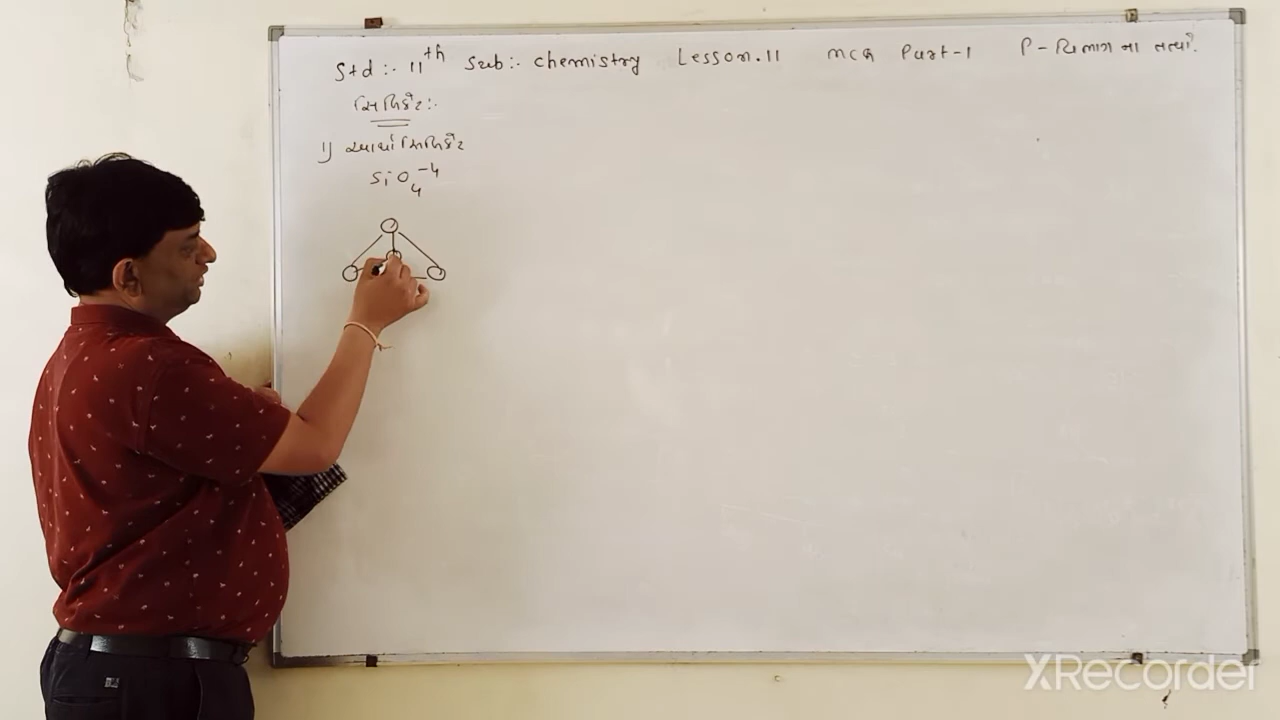 Std :- 11th Sub:- chemistry Lesson.11 MCQ Part-1 P-વિભાગ ના તત્વો.
સિલિકેટ:-
1) ઓર્થો સિલિકેટ
SiO4^-4
XRecorder